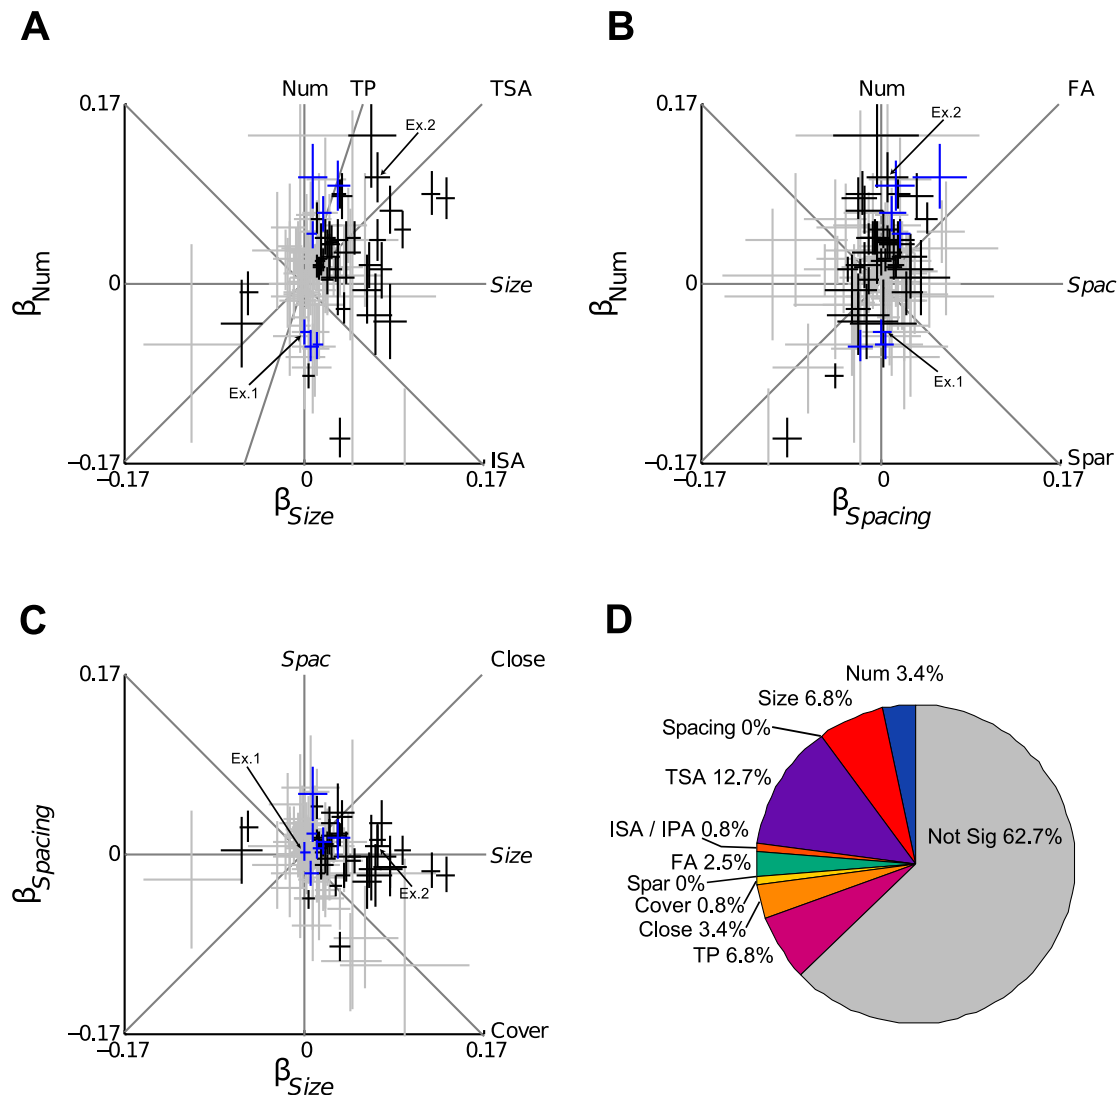 A
B
Num TP TSA
0.17
Ex.2
βNum
0
Size
Ex.1
−0.17
ISA
−0.17 0 0.17
βSize
Num FA
0.17
Ex.2
βNum
0
Spac
Ex.1
−0.17
Spar
−0.17 0 0.17
βSpacing
C
D
Spac Close
0.17
Ex.1
βSpacing
0
Size
Ex.2
−0.17
Cover
−0.17 0 0.17
βSize
Num 3.4%
Size 6.8%
Spacing 0%
TSA 12.7%
ISA / IPA 0.8%
FA 2.5%
Spar 0%
Cover 0.8%
Close 3.4%
TP 6.8%
Not Sig 62.7%